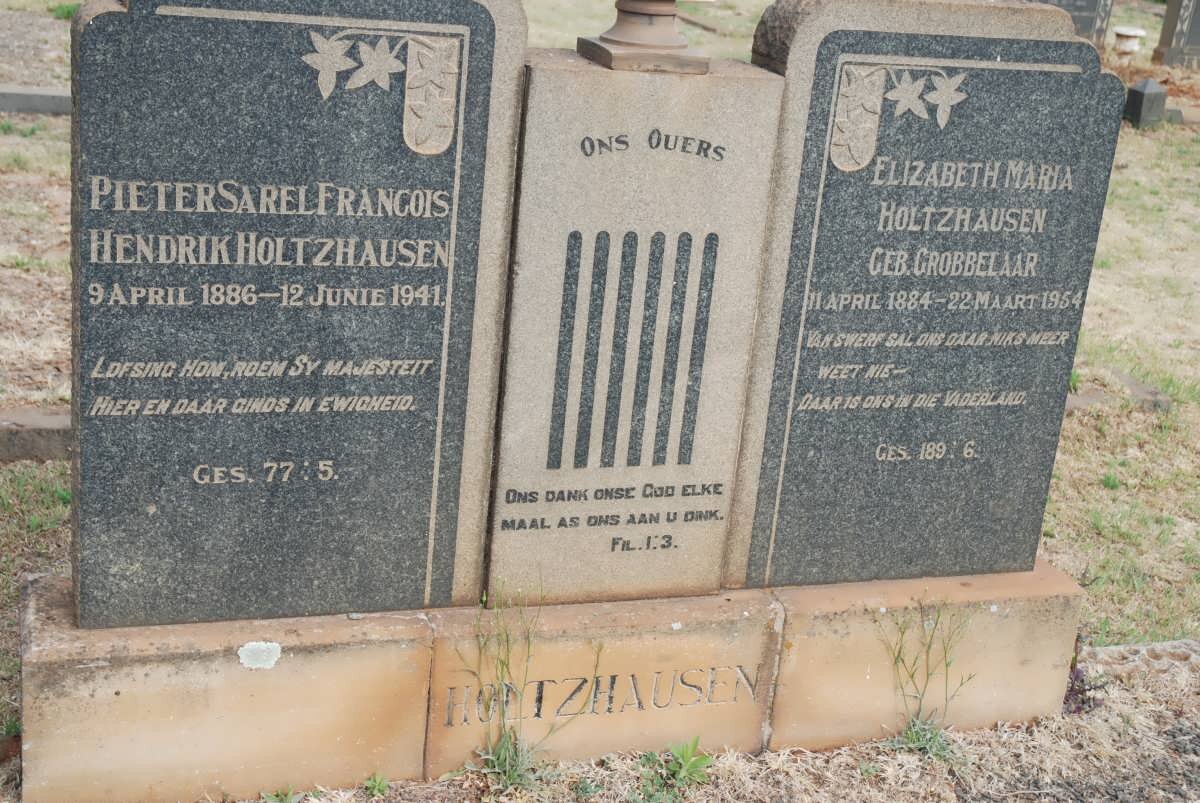 PIETER SAREL FRANCOIS
HENDRIK HOLTZHAUSEN
9 APRIL 1886–12 JUNIE 1941.
LOFSING HOM, ROEM SY MAJESTEIT
HIER EN DAAR GINDS IN EWIGHEID.
GES. 77:5.
ONS OUERS
ONS DANK ONSE GOD ELKE
MAAL AS ONS AAN U DINK.
FIL. 1:3.
ELIZABETH MARIA
HOLTZHAUSEN
GEB. GROBBELAAR
11 APRIL 1884–22 MAART 1954
VAN SWERF SAL ONS DAAR NIKS MEER
WEET NIE—
DAAR IS ONS IN DIE VADERLAND.
GES. 189:6.
HOLTZHAUSEN